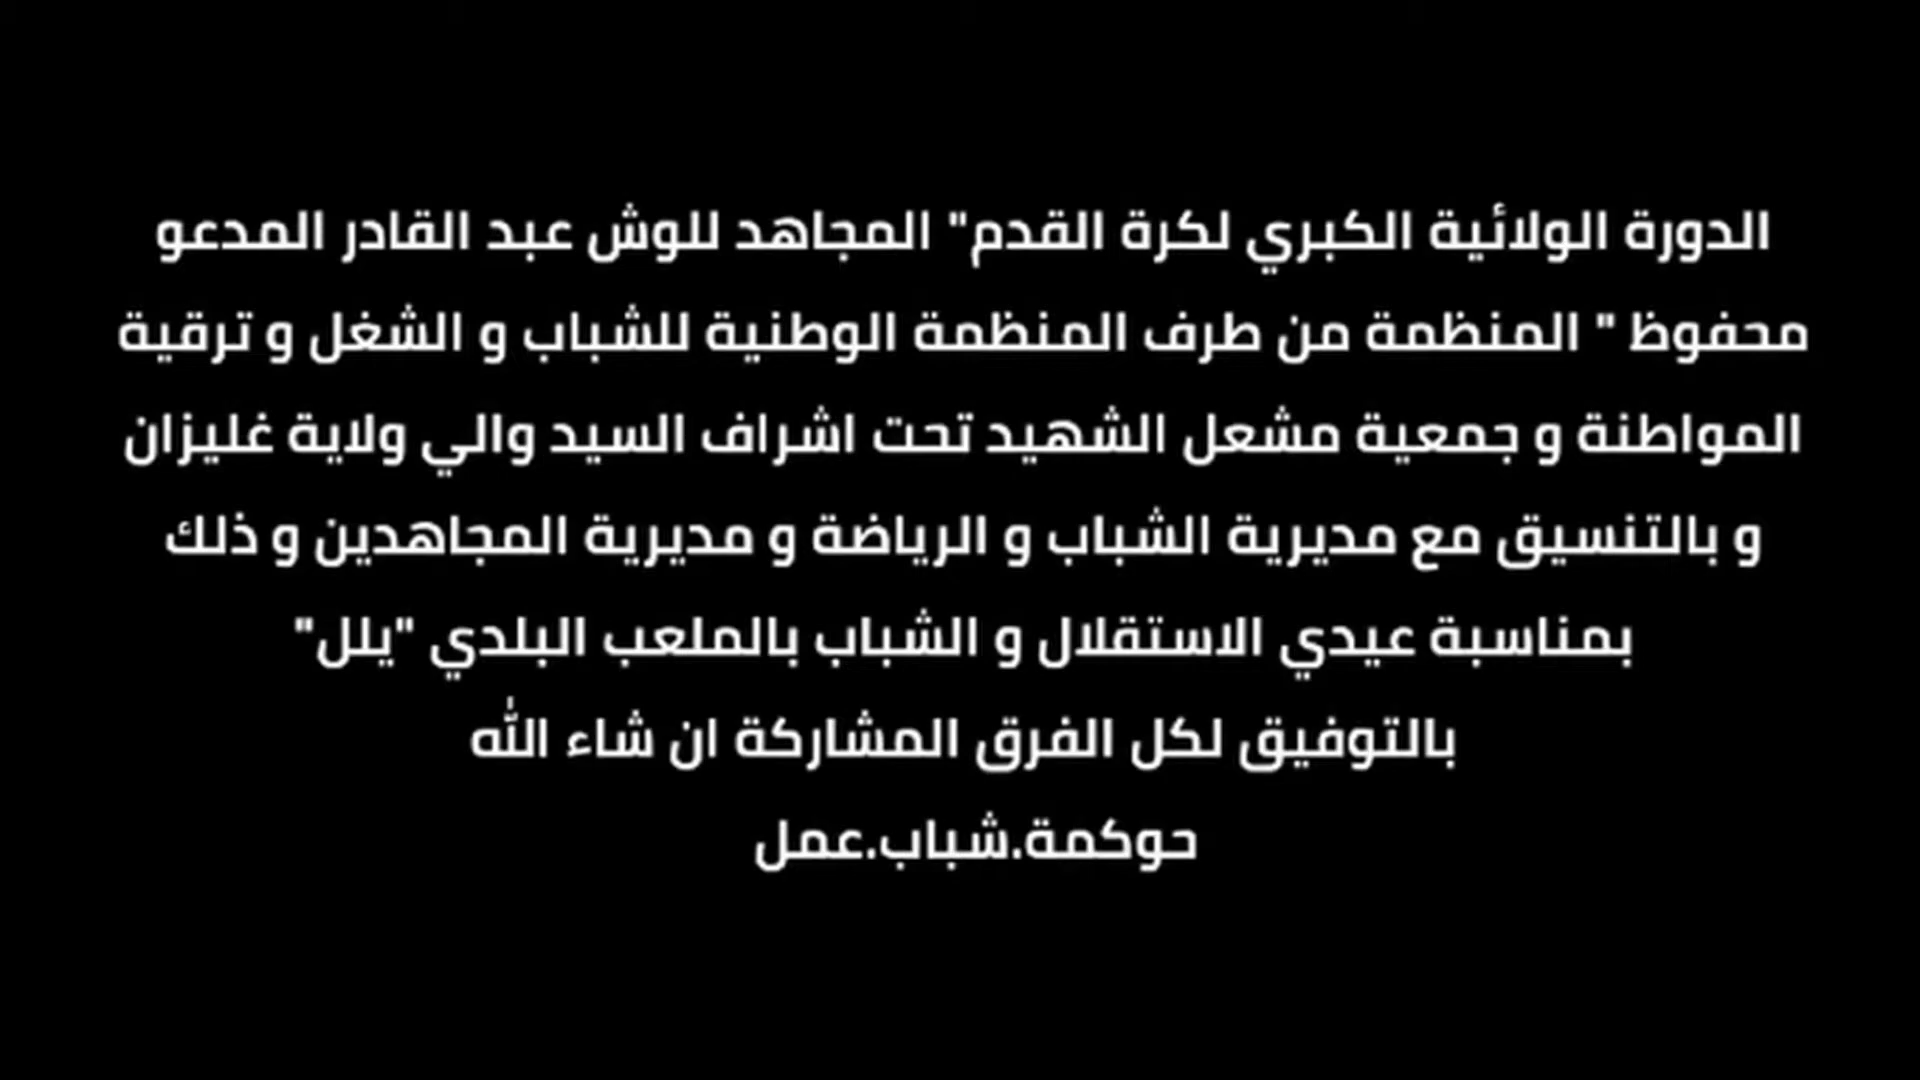 الدورة الولائية الكبري لكرة القدم" المجاهد للوش عبد القادر المدعو
محفوظ " المنظمة من طرف المنظمة الوطنية للشباب و الشغل و ترقية
المواطنة و جمعية مشعل الشهيد تحت اشراف السيد والي ولاية غليزان
و بالتنسيق مع مديرية الشباب و الرياضة و مديرية المجاهدين و ذلك
بمناسبة عيدي الاستقلال و الشباب بالملعب البلدي "يلل"
بالتوفيق لكل الفرق المشاركة ان شاء الله
حوكمة.شباب.عمل